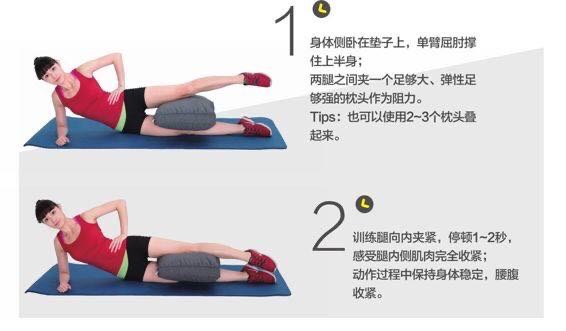 1
身体侧卧在垫子上，单臂屈肘撑
住上半身；
两腿之间夹一个足够大、弹性足
够强的枕头作为阻力。
Tips：也可以使用2~3个枕头叠
起来。
2
训练腿向内夹紧，停顿1~2秒，
感受腿内侧肌肉完全收紧；
动作过程中保持身体稳定，腰腹
收紧。